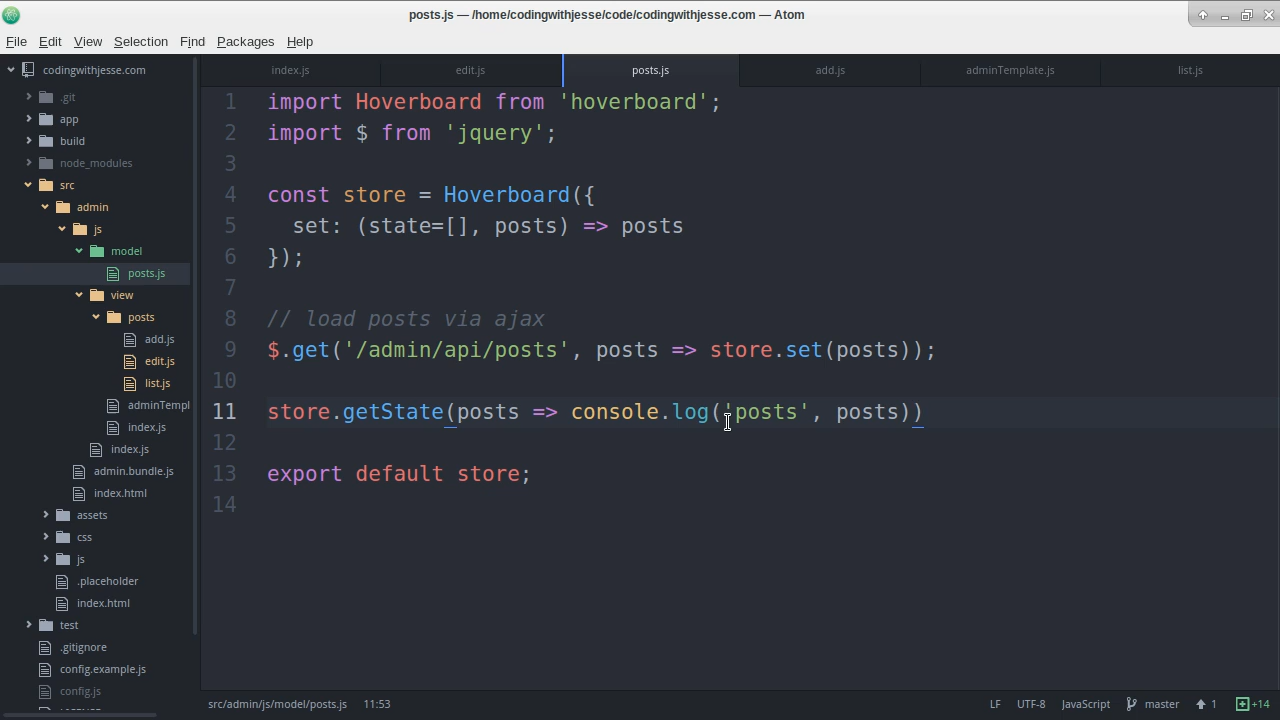 posts.js — /home/codingwithjesse/code/codingwithjesse.com — Atom
File Edit View Selection Find Packages Help
codingwithjesse.com
.git
app
build
node_modules
src
admin
js
model
posts.js
view
posts
add.js
edit.js
list.js
adminTempl
index.js
index.js
admin.bundle.js
index.html
assets
css
js
.placeholder
index.html
test
.gitignore
config.example.js
config.js
index.js edit.js posts.js add.js adminTemplate.js list.js
1 import Hoverboard from 'hoverboard';
2 import $ from 'jquery';
3
4 const store = Hoverboard({
5   set: (state=[], posts) => posts
6 });
7
8 // load posts via ajax
9 $.get('/admin/api/posts', posts => store.set(posts));
10
11 store.getState(posts => console.log('posts', posts))
12
13 export default store;
14
src/admin/js/model/posts.js 11:53 LF UTF-8 JavaScript master 1 +14